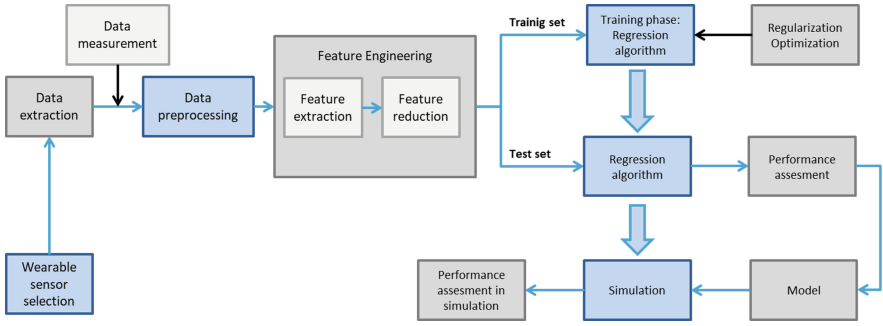 Data
measurement
Data
extraction
Data
preprocessing
Wearable
sensor
selection
Feature Engineering
Feature
extraction
Feature
reduction
Trainig set
Test set
Training phase:
Regression
algorithm
Regularization
Optimization
Regression
algorithm
Performance
assesment
Performance
assesment in
simulation
Simulation
Model